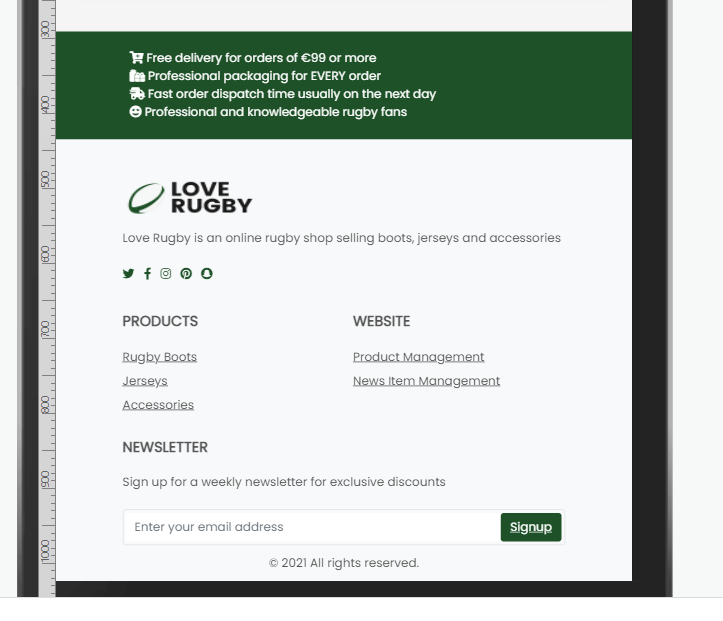 300
Free delivery for orders of €99 or more
Professional packaging for EVERY order
400
Fast order dispatch time usually on the next day
Professional and knowledgeable rugby fans
500
LOVE
RUGBY
Love Rugby is an online rugby shop selling boots, jerseys and accessories
600
PRODUCTS
WEBSITE
700
Rugby Boots
Product Management
Jerseys
News Item Management
800
Accessories
NEWSLETTER
900
Sign up for a weekly newsletter for exclusive discounts
Enter your email address
Signup
1000
© 2021 All rights reserved.